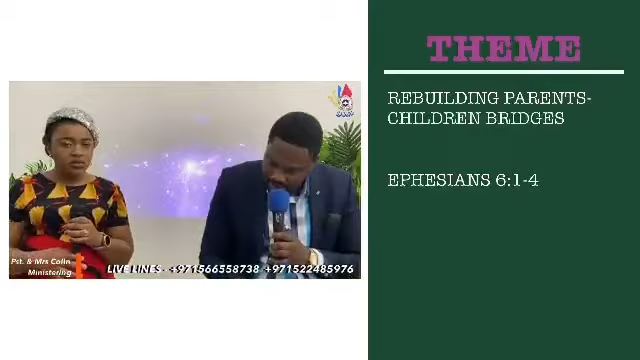 THEME
REBUILDING PARENTS-
CHILDREN BRIDGES
EPHESIANS 6:1-4
Pst. & Mrs Colin
Ministering
LIVE LINES - +971566558738 +971522485976